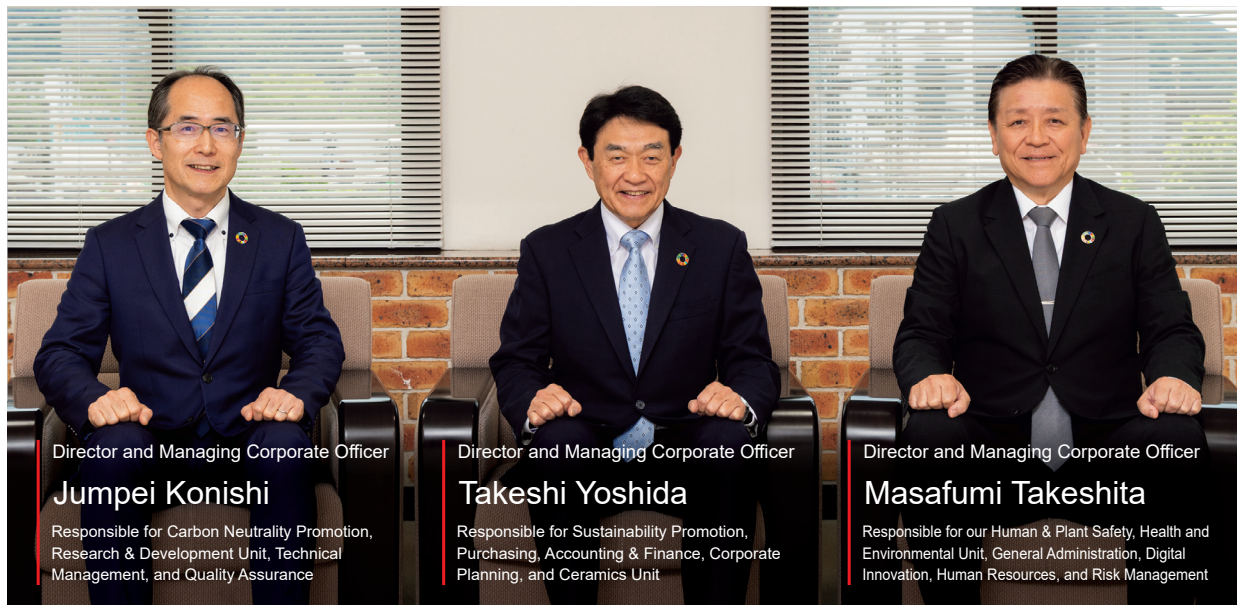 Director and Managing Corporate Officer
Jumpei Konishi
Responsible for Carbon Neutrality Promotion,
Research & Development Unit, Technical
Management, and Quality Assurance
Director and Managing Corporate Officer
Takeshi Yoshida
Responsible for Sustainability Promotion,
Purchasing, Accounting & Finance, Corporate
Planning, and Ceramics Unit
Director and Managing Corporate Officer
Masafumi Takeshita
Responsible for our Human & Plant Safety, Health and
Environmental Unit, General Administration, Digital
Innovation, Human Resources, and Risk Management